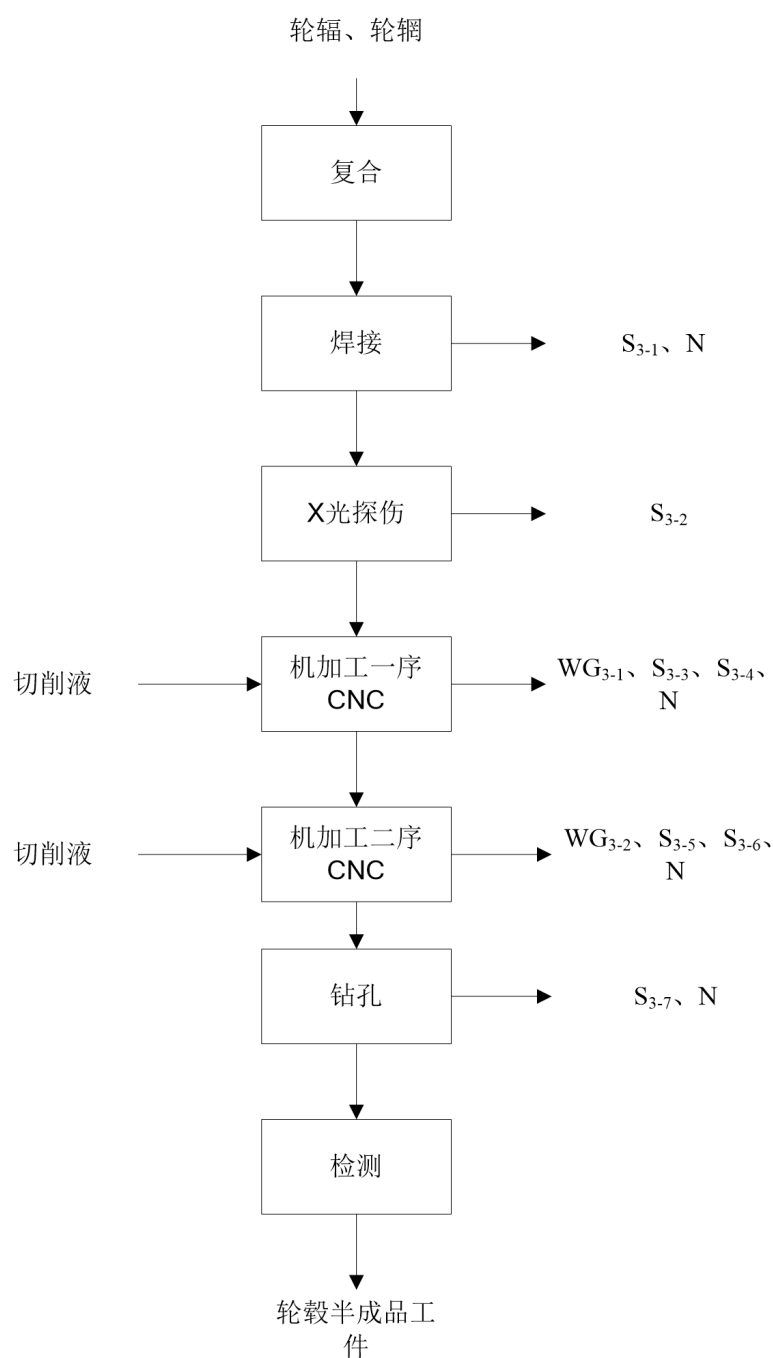 轮辐、轮辋
复合
焊接
S3-1、N
X光探伤
S3-2
切削液
机加工一序
CNC
WG3-1、S3-3、S3-4、
N
切削液
机加工二序
CNC
WG3-2、S3-5、S3-6、
N
钻孔
S3-7、N
检测
轮毂半成品工
件